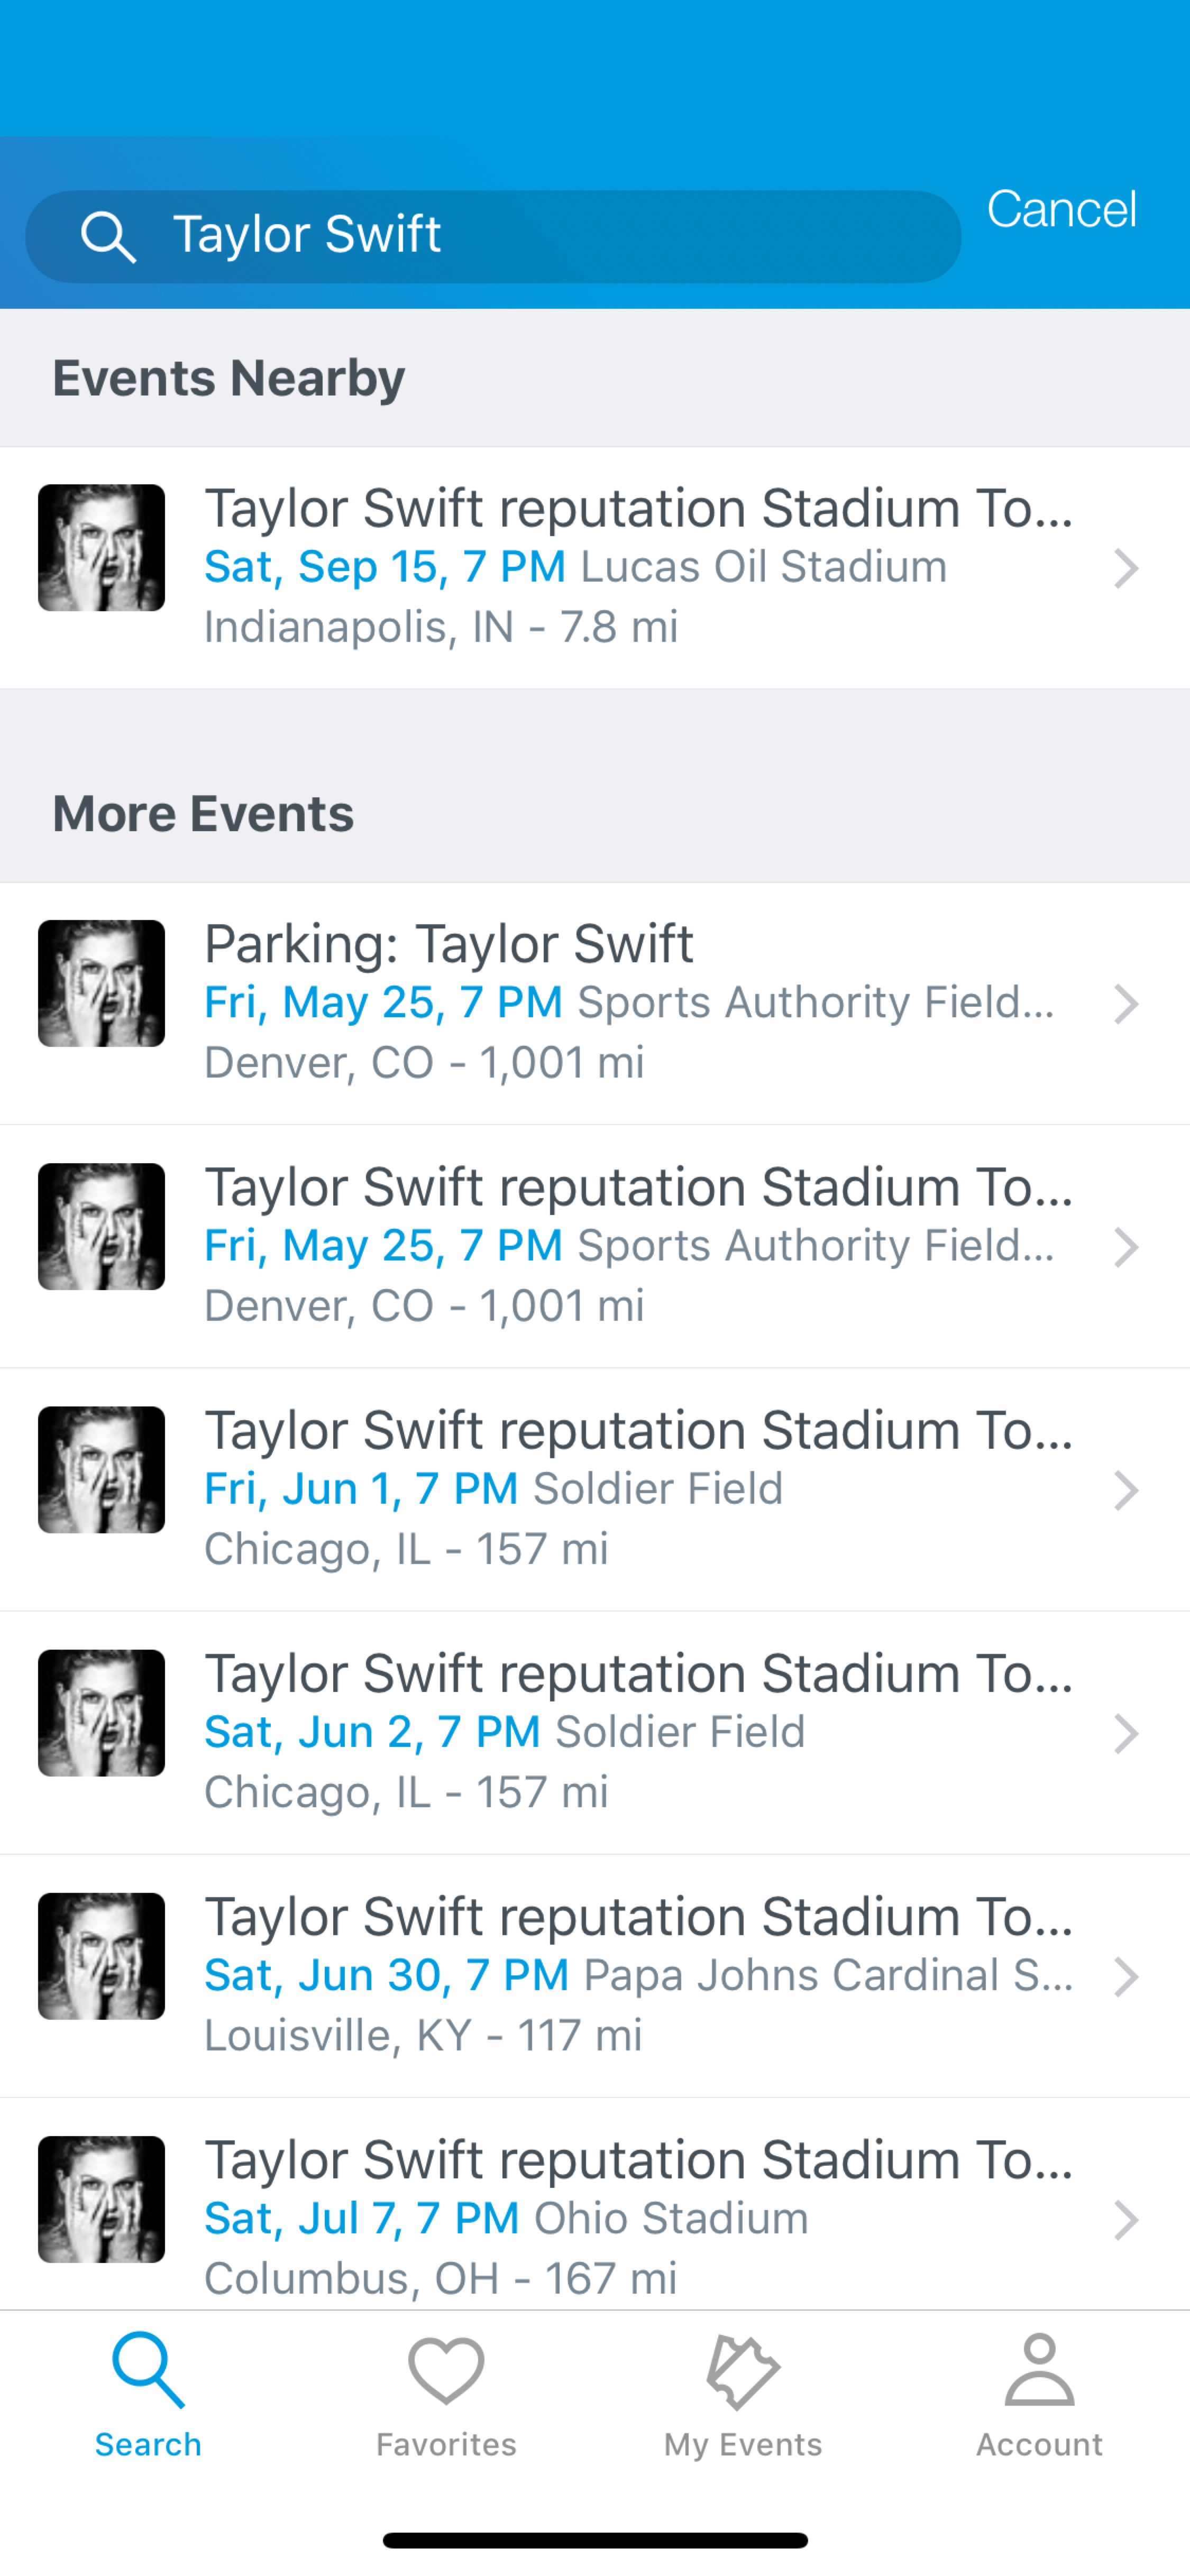 Taylor Swift
Cancel
Events Nearby
Taylor Swift reputation Stadium To...
Sat, Sep 15, 7 PM Lucas Oil Stadium
Indianapolis, IN - 7.8 mi
More Events
Parking: Taylor Swift
Fri, May 25, 7 PM Sports Authority Field...
Denver, CO - 1,001 mi
Taylor Swift reputation Stadium To...
Fri, May 25, 7 PM Sports Authority Field...
Denver, CO - 1,001 mi
Taylor Swift reputation Stadium To...
Fri, Jun 1, 7 PM Soldier Field
Chicago, IL - 157 mi
Taylor Swift reputation Stadium To...
Sat, Jun 2, 7 PM Soldier Field
Chicago, IL - 157 mi
Taylor Swift reputation Stadium To...
Sat, Jun 30, 7 PM Papa Johns Cardinal S...
Louisville, KY - 117 mi
Taylor Swift reputation Stadium To...
Sat, Jul 7, 7 PM Ohio Stadium
Columbus, OH - 167 mi
Search
Favorites
My Events
Account